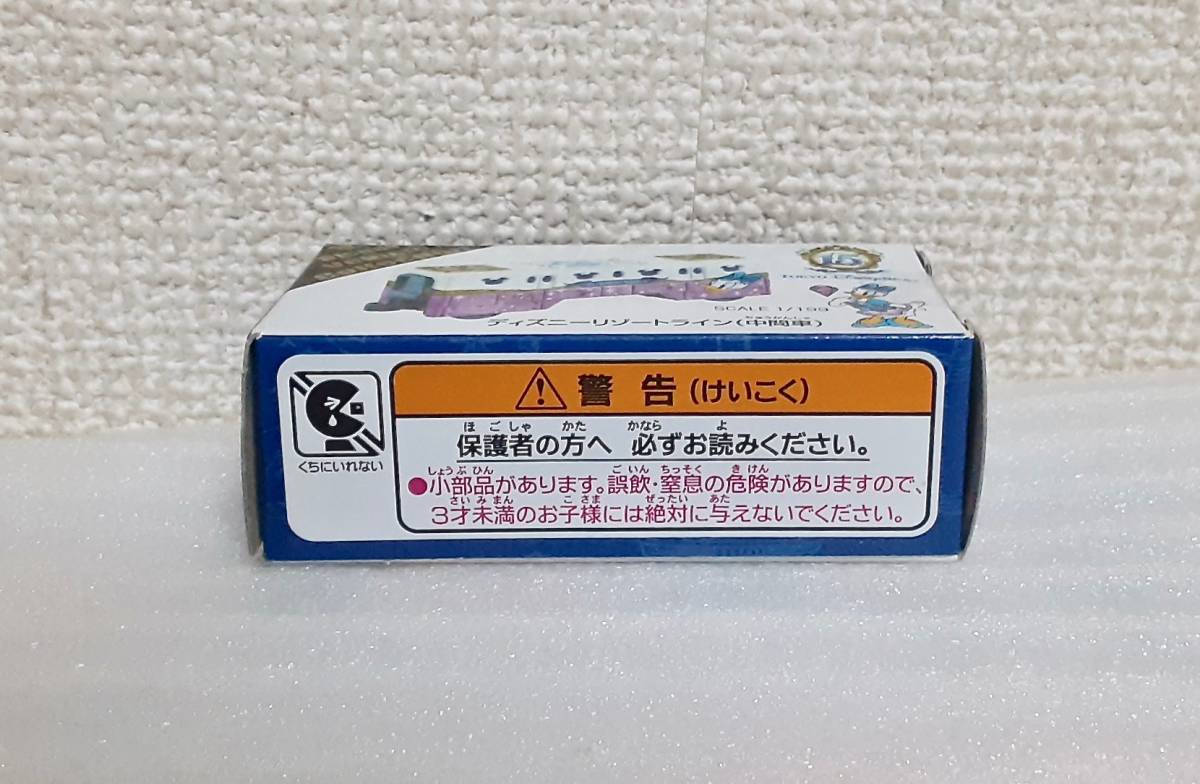 15
SCALE 1/199
ディズニーリゾートライン(中間車)
警 告 (けいこく)
保護者の方へ 必ずお読みください。
●小部品があります。誤飲・窒息の危険がありますので、
3才未満のお子様には絶対に与えないでください。
くちにいれない